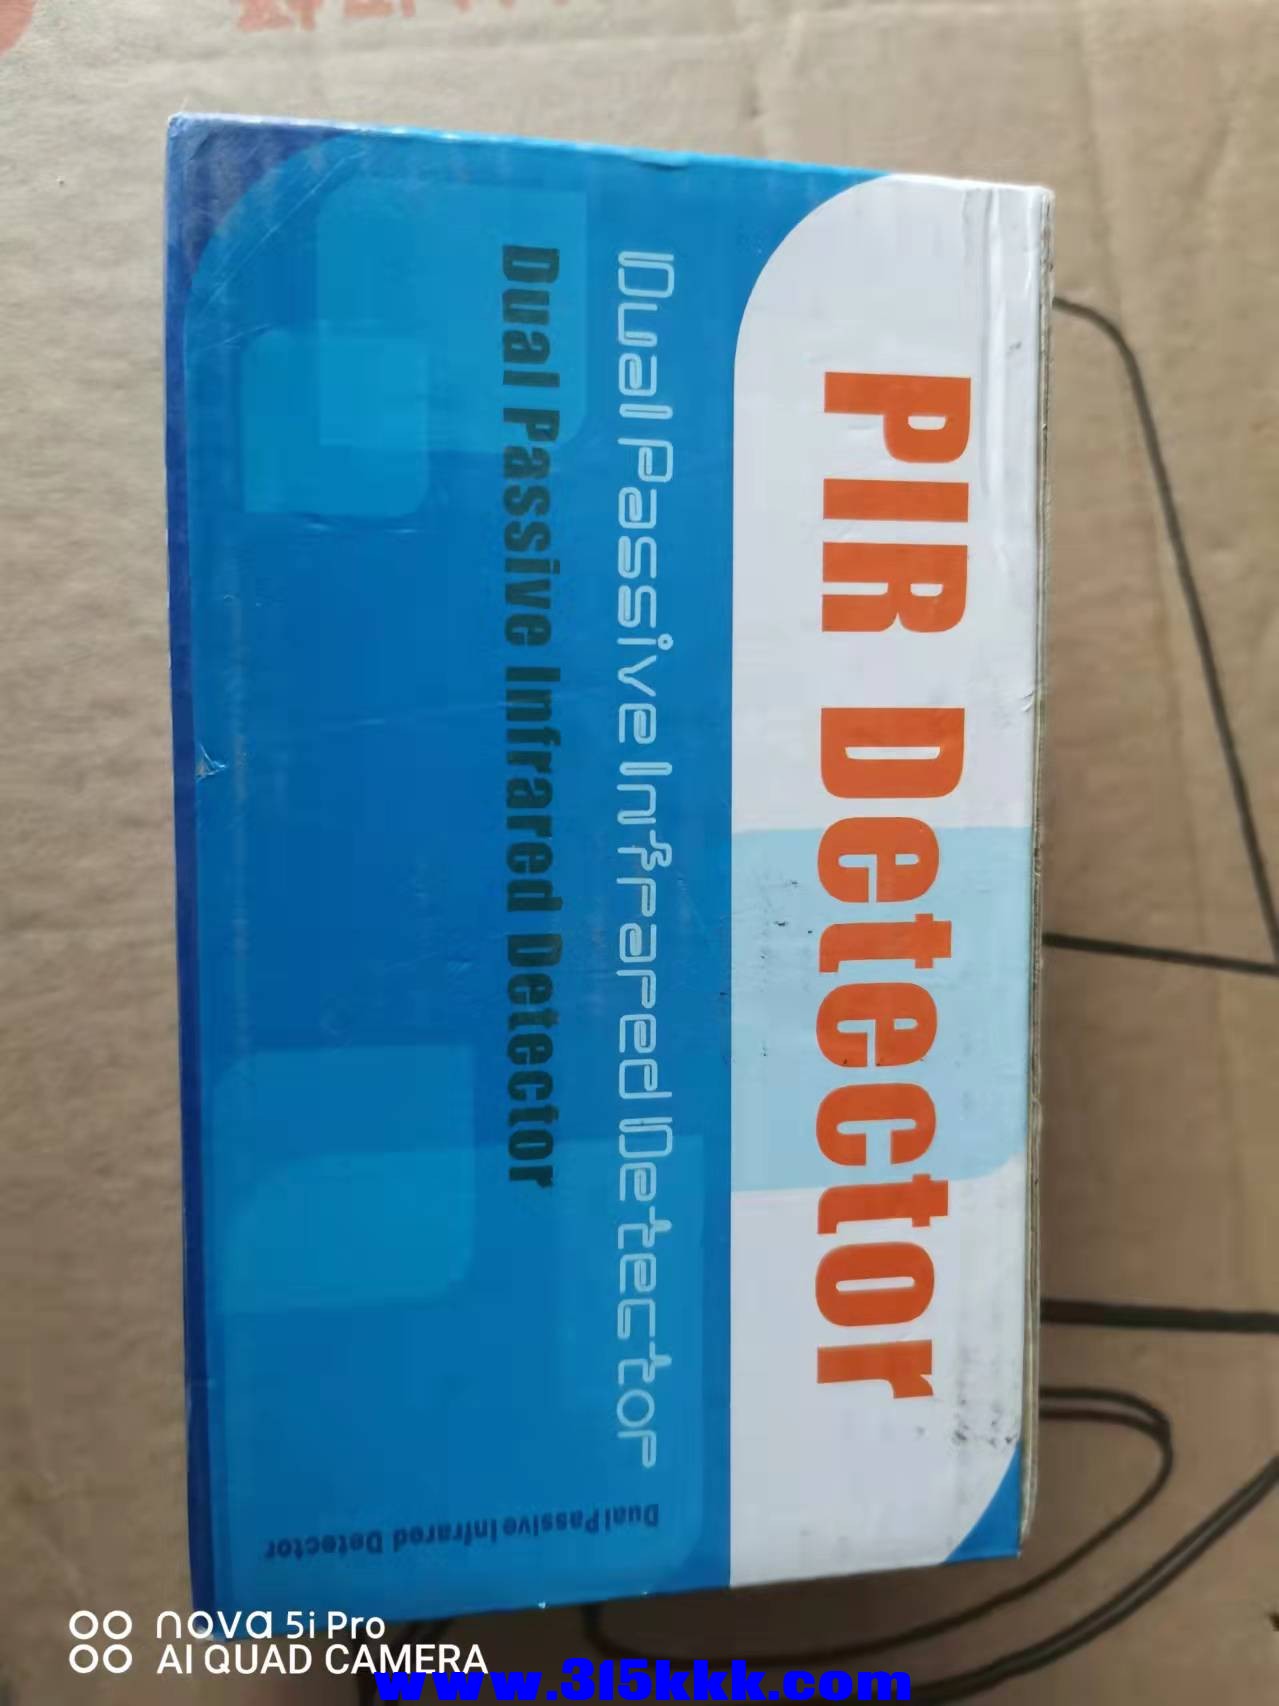 PIR Detector
Dual Passive Infrared Detector
Dual Passive Infrared Detector
Dual Passive Infrared Detector
nova 5i Pro
AI QUAD CAMERA
www.315kkk.com